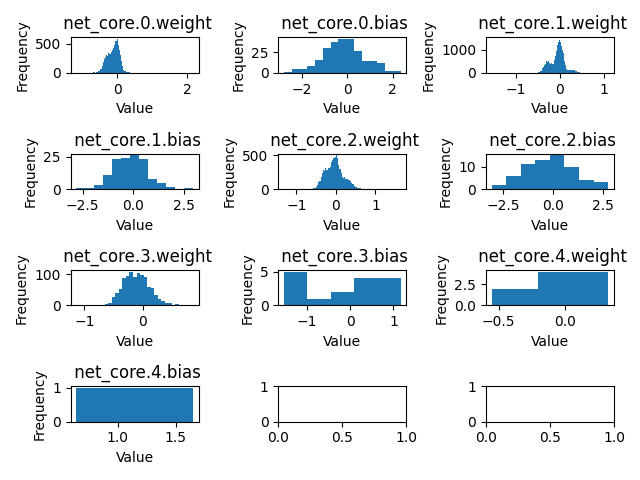 net_core.0.weight
Frequency
500
0
0
2
Value
net_core.0.bias
Frequency
25
0
−2
0
2
Value
net_core.1.weight
Frequency
1000
0
−1
0
1
Value
net_core.1.bias
Frequency
25
0
−2.5
0.0
2.5
Value
net_core.2.weight
Frequency
500
0
−1
0
1
Value
net_core.2.bias
Frequency
10
0
−2.5
0.0
2.5
Value
net_core.3.weight
Frequency
100
0
−1
0
Value
net_core.3.bias
Frequency
5
0
−1
0
1
Value
net_core.4.weight
Frequency
2.5
0.0
−0.5
0.0
Value
net_core.4.bias
Frequency
1
0
1.0
1.5
Value
1
0
0.0
0.5
1.0
1
0
0.0
0.5
1.0